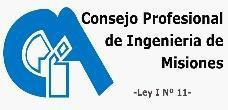 Consejo Profesional
de Ingenieria de
Misiones
-Ley I Nº 11-